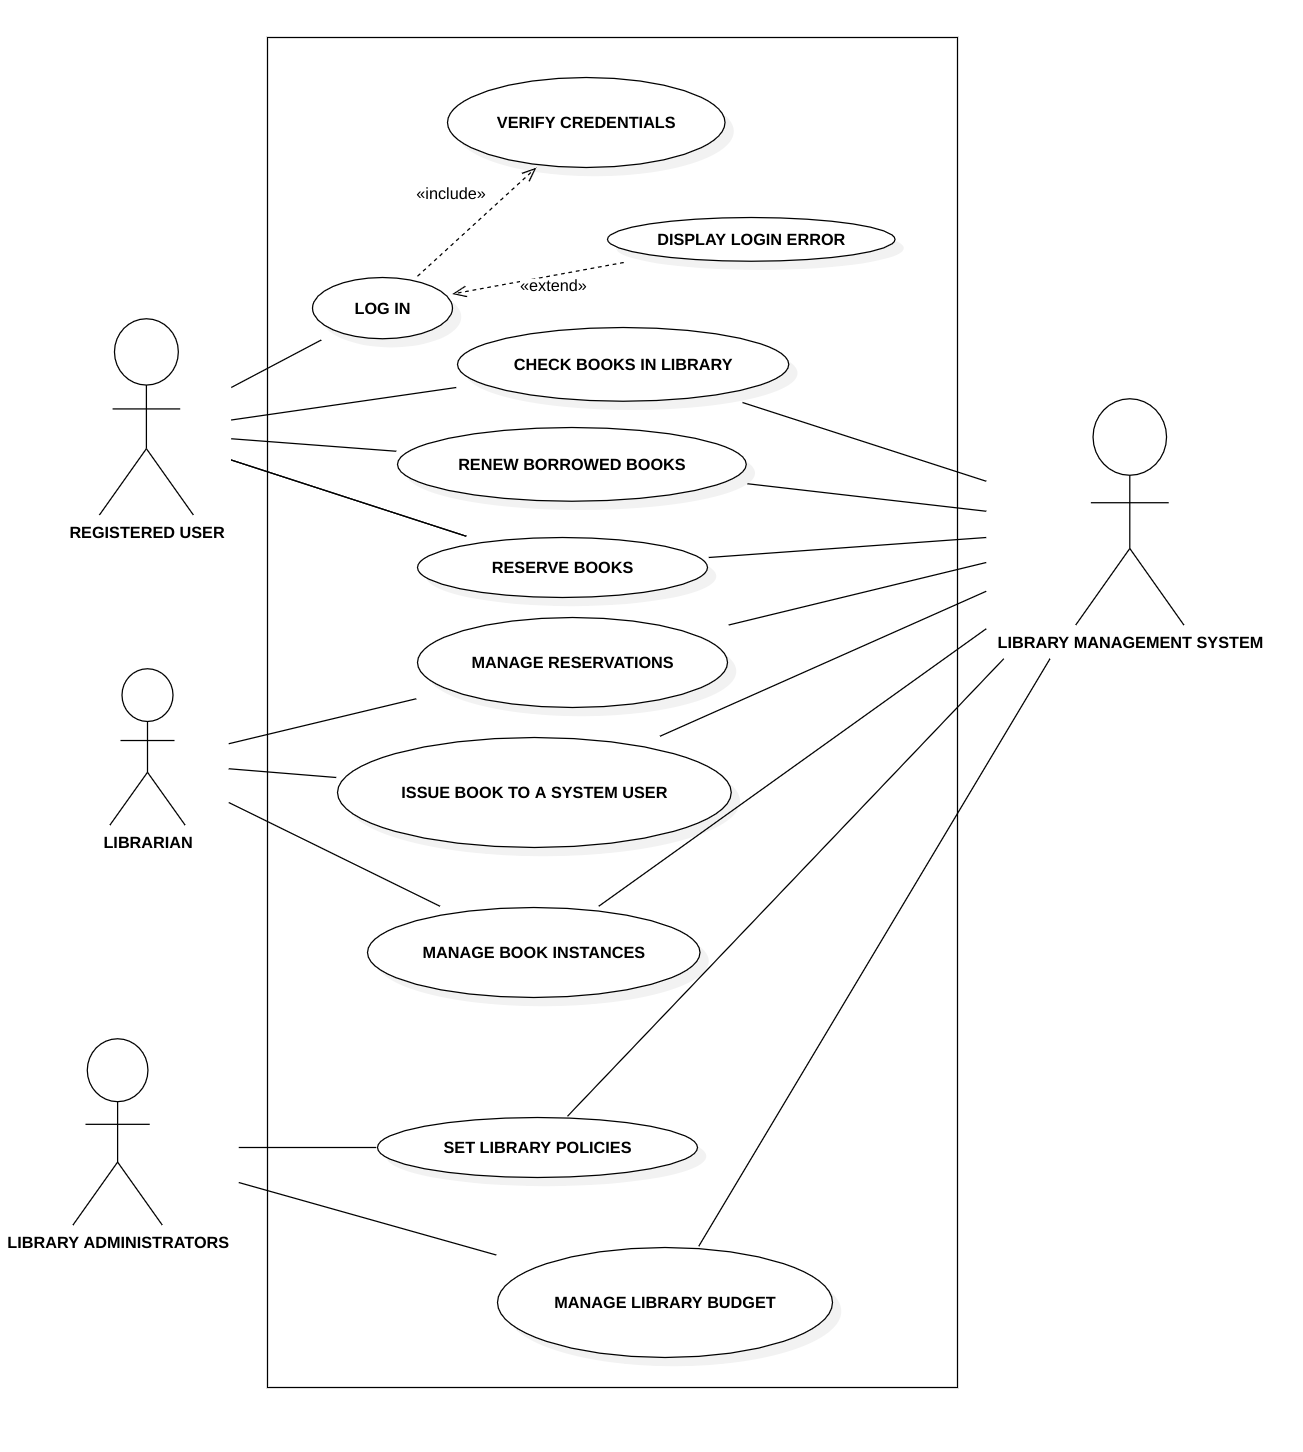 VERIFY CREDENTIALS
«include»
DISPLAY LOGIN ERROR
«extend»
LOG IN
CHECK BOOKS IN LIBRARY
RENEW BORROWED BOOKS
REGISTERED USER
RESERVE BOOKS
LIBRARY MANAGEMENT SYSTEM
MANAGE RESERVATIONS
ISSUE BOOK TO A SYSTEM USER
LIBRARIAN
MANAGE BOOK INSTANCES
SET LIBRARY POLICIES
LIBRARY ADMINISTRATORS
MANAGE LIBRARY BUDGET